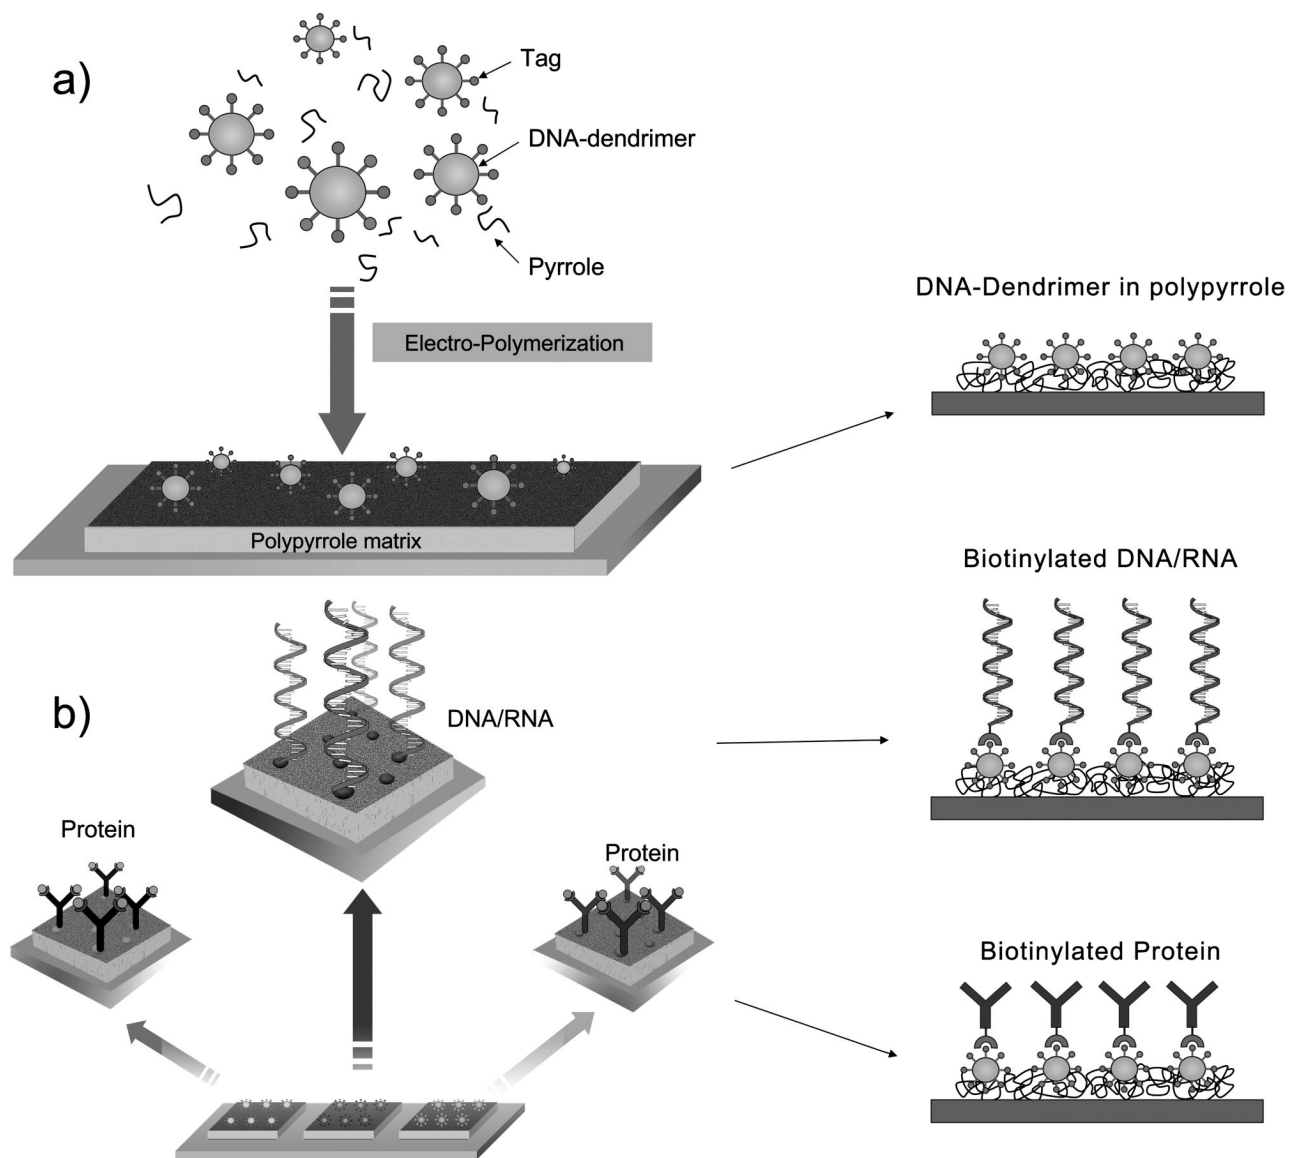 a)
Tag
DNA-dendrimer
Pyrrole
Electro-Polymerization
Polypyrrole matrix
DNA-Dendrimer in polypyrrole
b)
DNA/RNA
Protein
Protein
Biotinylated DNA/RNA
Biotinylated Protein